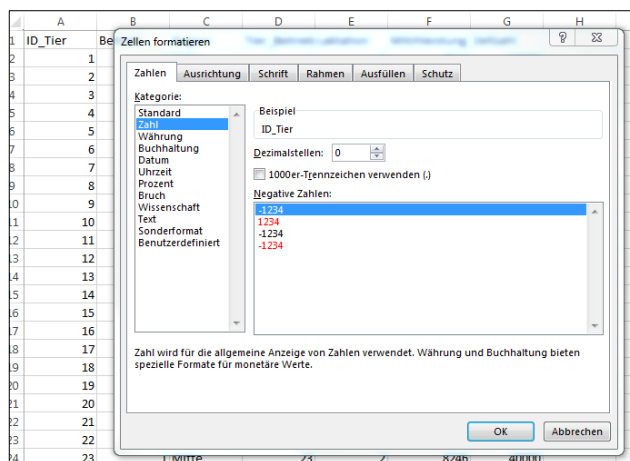 A B C D E F G H
1 ID_Tier Be
Zellen formatieren
Zahlen Ausrichtung Schrift Rahmen Ausfüllen Schutz
Kategorie:
Standard
Zahl
Währung
Buchhaltung
Datum
Uhrzeit
Prozent
Bruch
Wissenschaft
Text
Sonderformat
Benutzerdefiniert
Beispiel
ID_Tier
Dezimalstellen: 0
1000er-Trennzeichen verwenden (.)
Negative Zahlen:
-1234
1234
-1234
-1234
Zahl wird für die allgemeine Anzeige von Zahlen verwendet. Währung und Buchhaltung bieten
spezielle Formate für monetäre Werte.
OK Abbrechen
2 1
3 2
4 3
5 4
6 5
7 6
8 7
9 8
10 9
11 10
12 11
13 12
14 13
15 14
16 15
17 16
18 17
19 18
20 19
21 20
22 21
23 22
24 23 1 Mitte 23 2 8246 40000